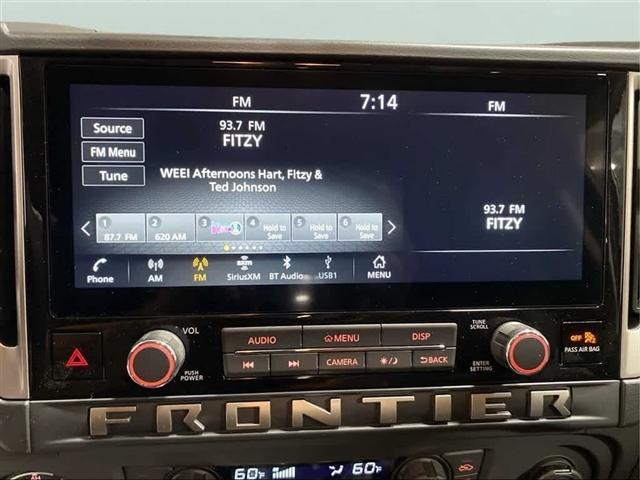 FM 7:14 FM
Source
93.7 FM
FITZY
FM Menu
Tune
WEEI Afternoons Hart, Fitzy &
Ted Johnson
93.7 FM
FITZY
1 2 3 4 5 6
87.7 FM 620 AM Hold to Save Hold to Save Hold to Save
Phone AM FM SiriusXM BT Audio USB1 MENU
VOL
PUSH
POWER
AUDIO MENU DISP
CAMERA BACK
TUNE
SCROLL
ENTER
SETTING
OFF
PASS AIR BAG
FRONTIER
60°F 60°F